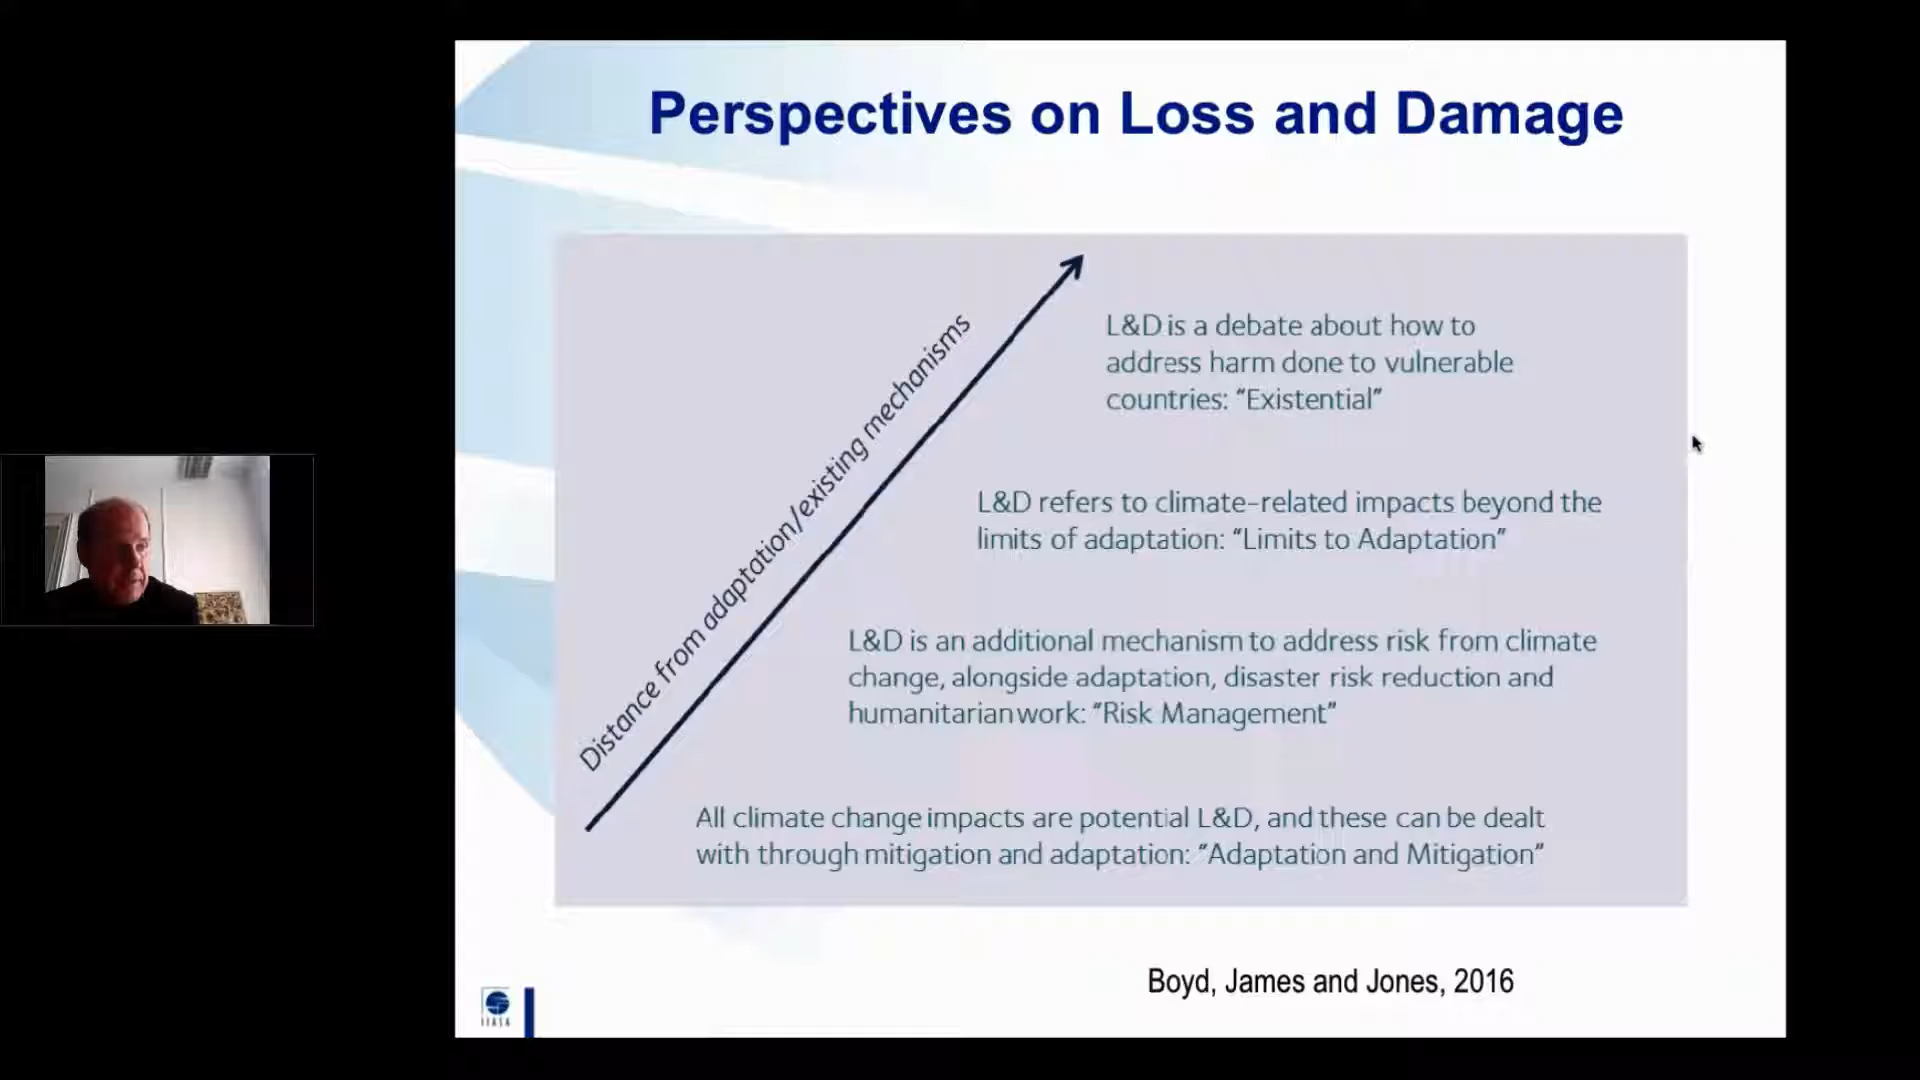 Perspectives on Loss and Damage
Distance from adaptation/existing mechanisms
L&D is a debate about how to
address harm done to vulnerable
countries: “Existential”
L&D refers to climate-related impacts beyond the
limits of adaptation: “Limits to Adaptation”
L&D is an additional mechanism to address risk from climate
change, alongside adaptation, disaster risk reduction and
humanitarian work: “Risk Management”
All climate change impacts are potential L&D, and these can be dealt
with through mitigation and adaptation: “Adaptation and Mitigation”
Boyd, James and Jones, 2016
IIASA